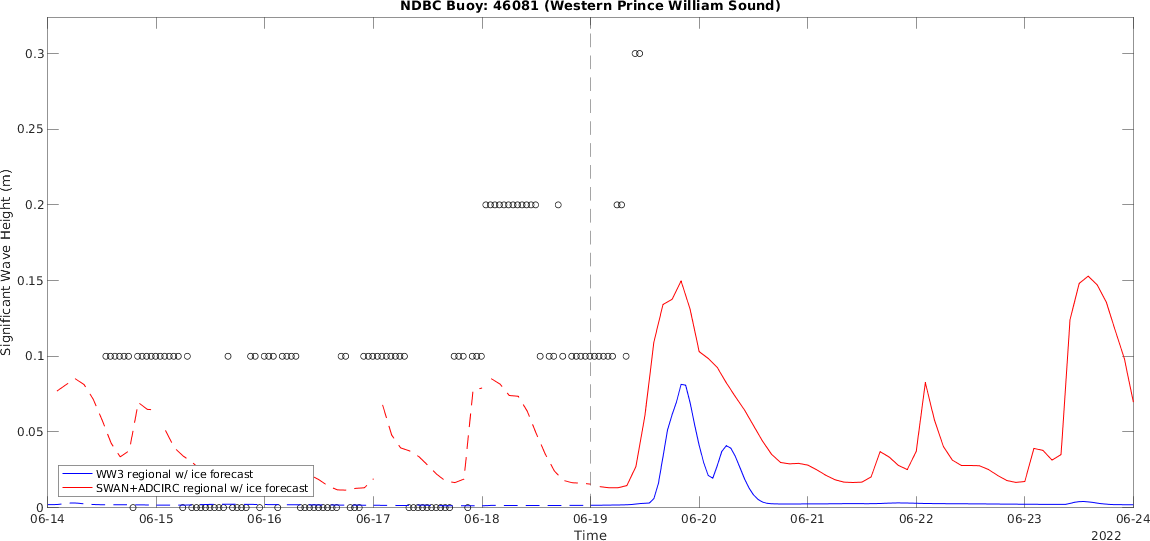 NDBC Buoy: 46081 (Western Prince William Sound)
0.3
0.25
0.2
0.15
0.1
0.05
0
Significant Wave Height (m)
WW3 regional w/ ice forecast
SWAN+ADCIRC regional w/ ice forecast
06-14 06-15 06-16 06-17 06-18 06-19 06-20 06-21 06-22 06-23 06-24
Time
2022